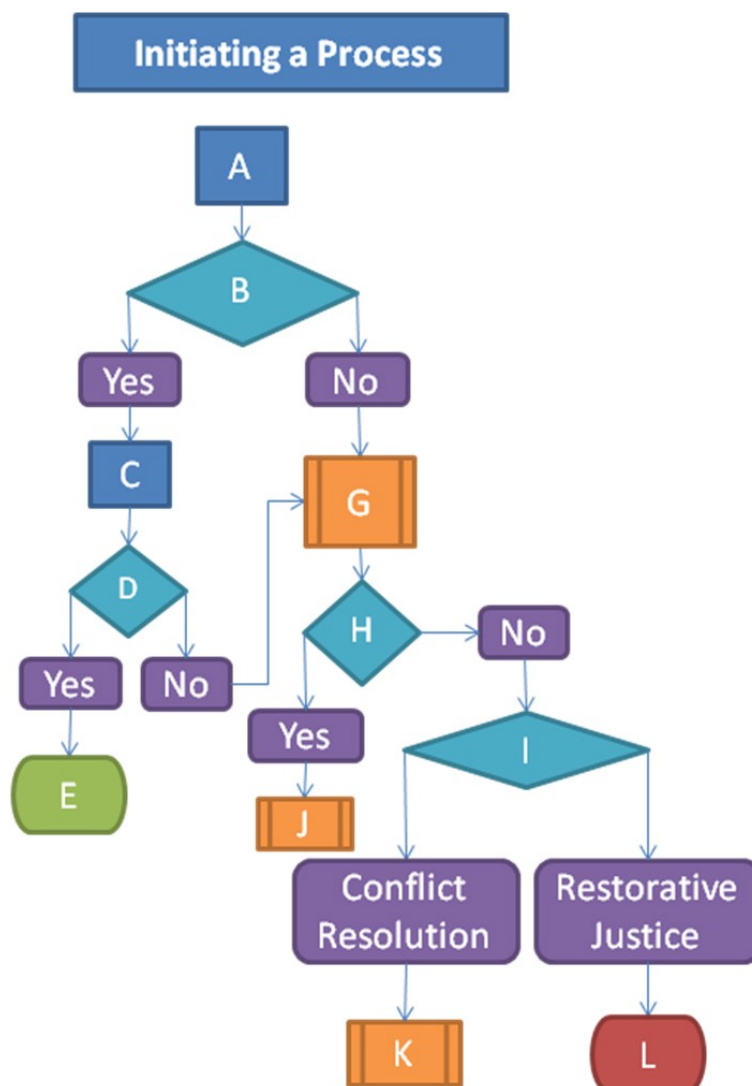 Initiating a Process
A
B
Yes
No
C
G
D
H
No
Yes
No
Yes
I
E
J
Conflict
Resolution
Restorative
Justice
K
L